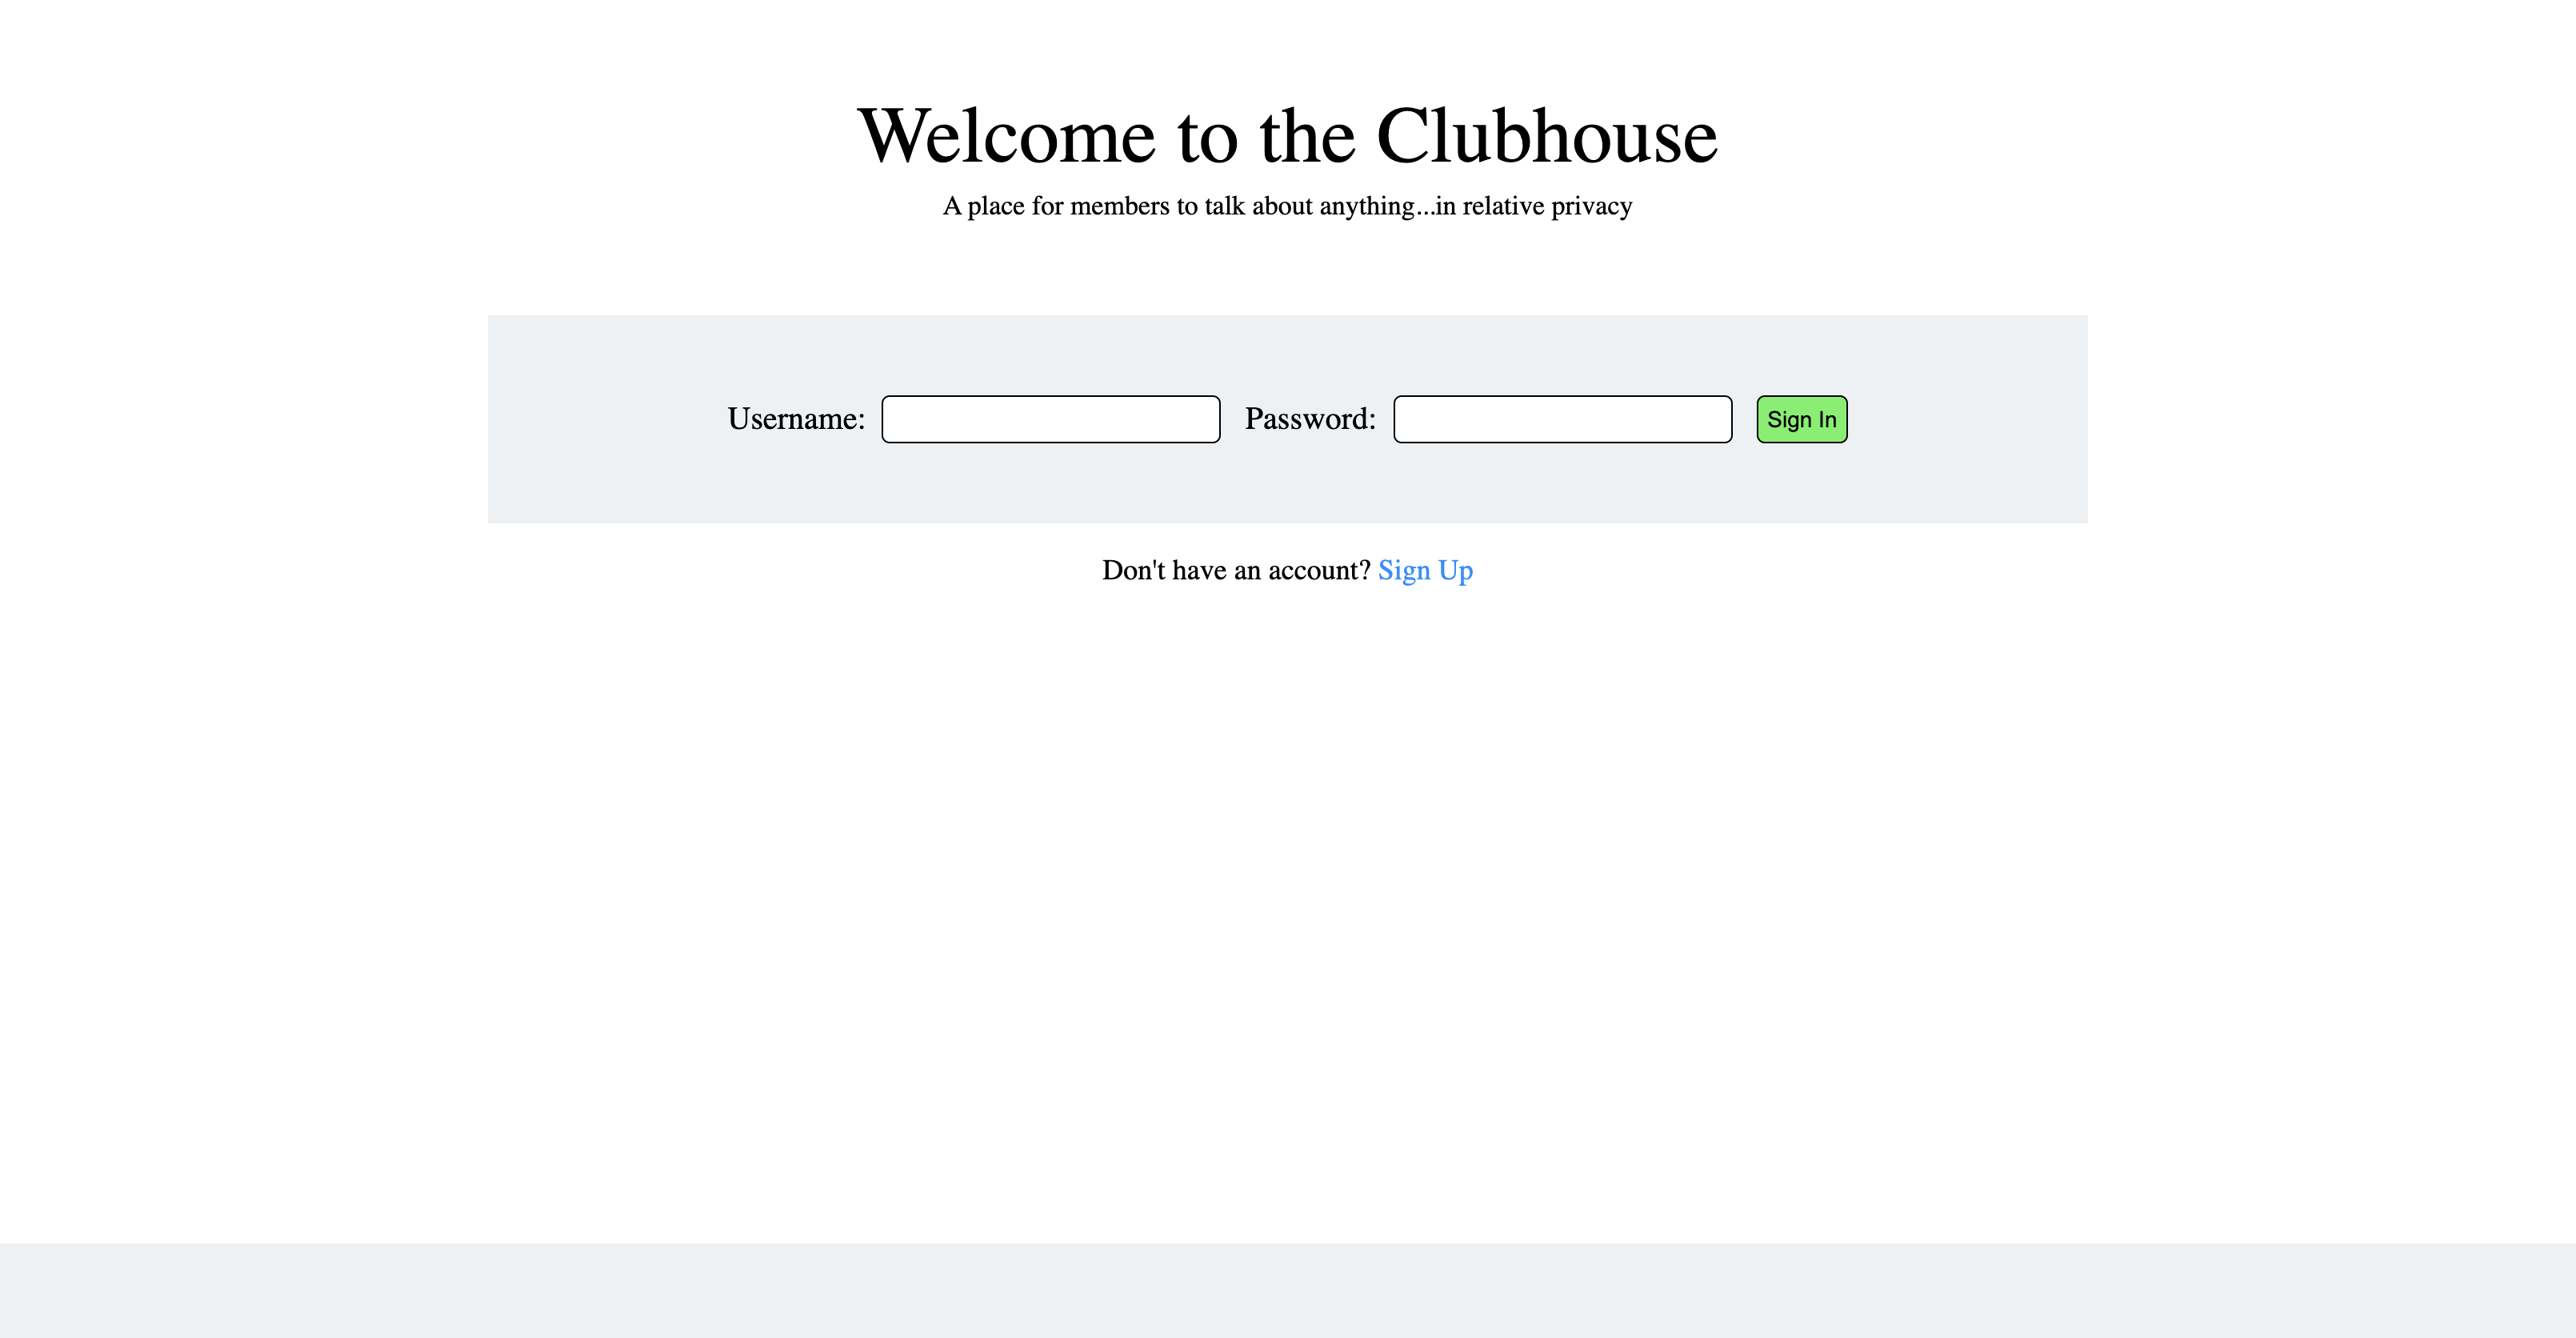 Welcome to the Clubhouse
A place for members to talk about anything...in relative privacy
Username: Password: Sign In
Don't have an account? Sign Up